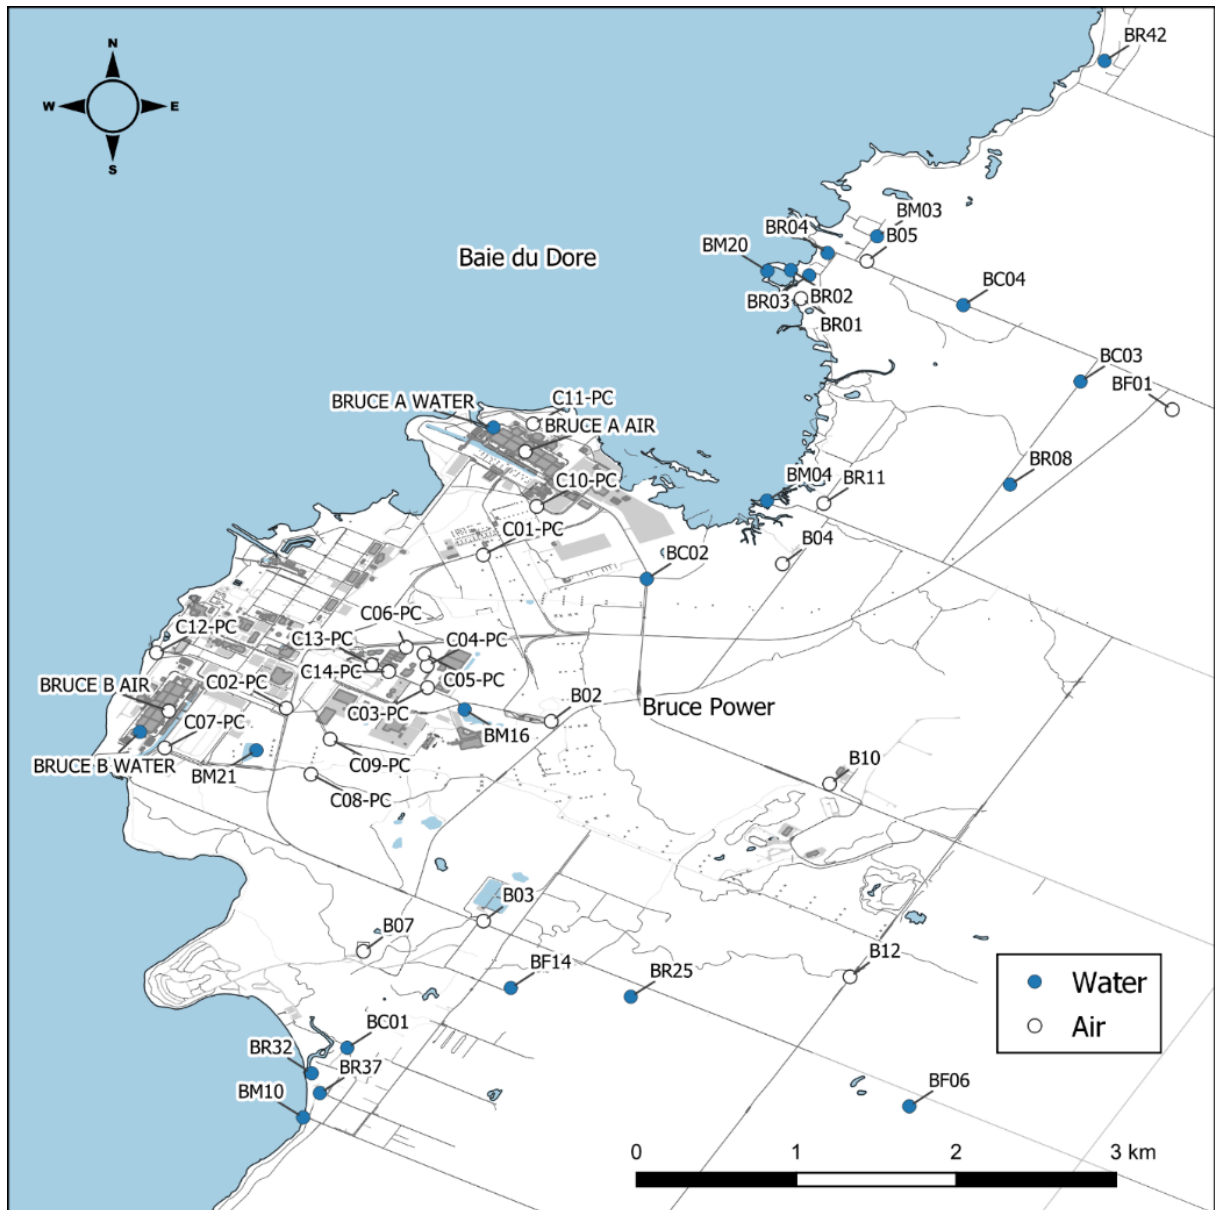 BR42
N
W
E
S
BM03
BR04
B05
BM20
Baie du Dore
BC04
BR03
BR02
BR01
BC03
BF01
C11-PC
BRUCE A WATER
BRUCE A AIR
BM04
BR11
BR08
C10-PC
C01-PC
B04
BC02
C06-PC
C12-PC
C13-PC
C04-PC
C14-PC
C05-PC
BRUCE B AIR
C02-PC
C03-PC
B02
Bruce Power
C07-PC
BM16
BRUCE B WATER
BM21
C09-PC
B10
C08-PC
B03
B07
B12
BF14
BR25
Water
Air
BC01
BR32
BR37
BM10
BF06
0 1 2 3 km